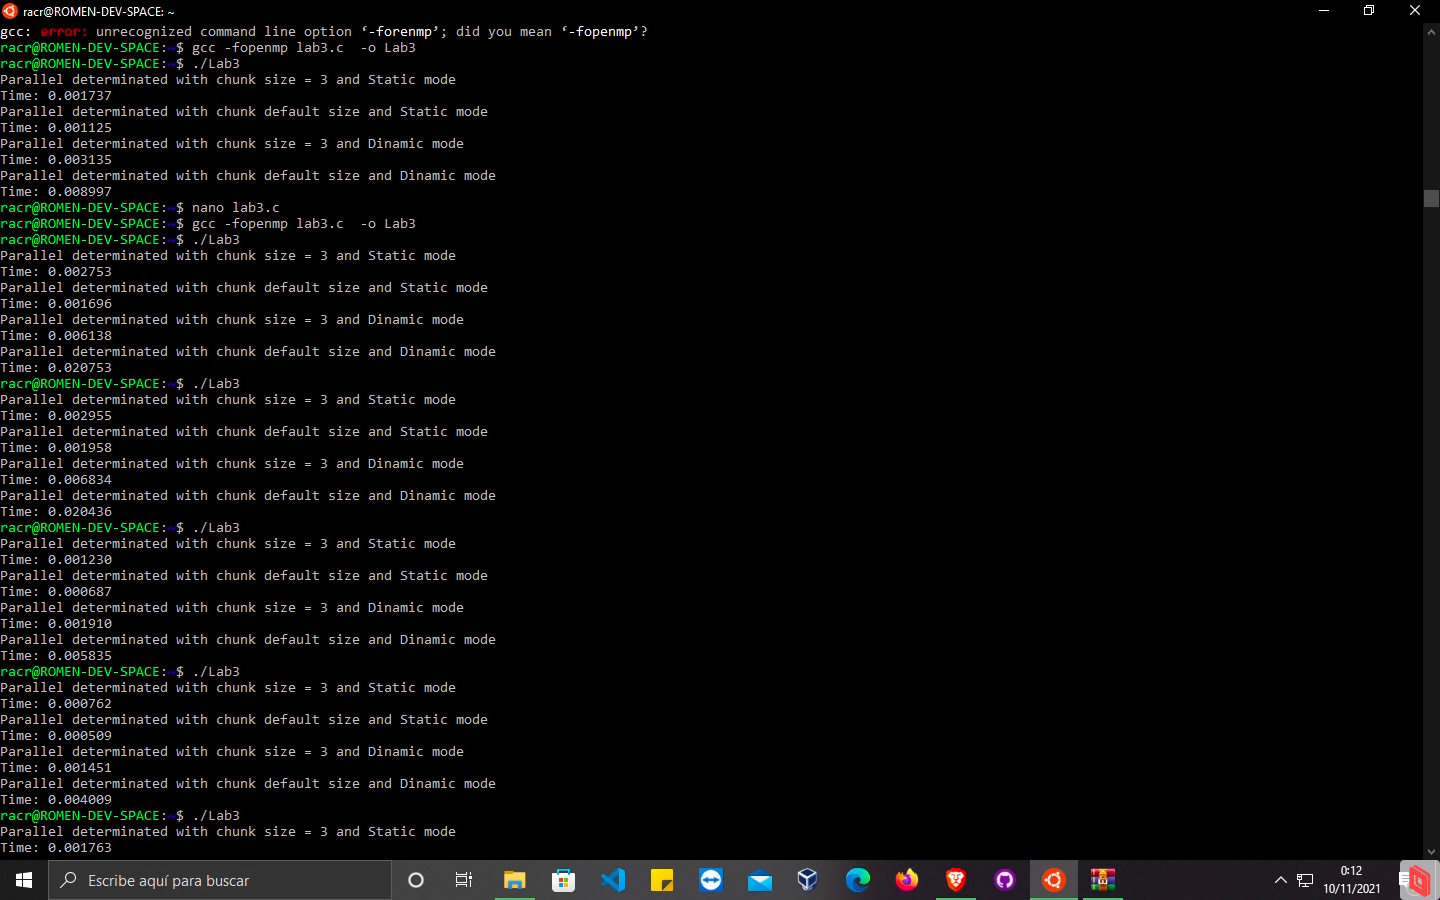 racr@ROMEN-DEV-SPACE: ~
gcc: error: unrecognized command line option ‘-forenmp’; did you mean ‘-fopenmp’?
racr@ROMEN-DEV-SPACE:~$ gcc -fopenmp lab3.c  -o Lab3
racr@ROMEN-DEV-SPACE:~$ ./Lab3
Parallel determinated with chunk size = 3 and Static mode
Time: 0.001737
Parallel determinated with chunk default size and Static mode
Time: 0.001125
Parallel determinated with chunk size = 3 and Dinamic mode
Time: 0.003135
Parallel determinated with chunk default size and Dinamic mode
Time: 0.008997
racr@ROMEN-DEV-SPACE:~$ nano lab3.c
racr@ROMEN-DEV-SPACE:~$ gcc -fopenmp lab3.c  -o Lab3
racr@ROMEN-DEV-SPACE:~$ ./Lab3
Parallel determinated with chunk size = 3 and Static mode
Time: 0.002753
Parallel determinated with chunk default size and Static mode
Time: 0.001696
Parallel determinated with chunk size = 3 and Dinamic mode
Time: 0.006138
Parallel determinated with chunk default size and Dinamic mode
Time: 0.020753
racr@ROMEN-DEV-SPACE:~$ ./Lab3
Parallel determinated with chunk size = 3 and Static mode
Time: 0.002955
Parallel determinated with chunk default size and Static mode
Time: 0.001958
Parallel determinated with chunk size = 3 and Dinamic mode
Time: 0.006834
Parallel determinated with chunk default size and Dinamic mode
Time: 0.020436
racr@ROMEN-DEV-SPACE:~$ ./Lab3
Parallel determinated with chunk size = 3 and Static mode
Time: 0.001230
Parallel determinated with chunk default size and Static mode
Time: 0.000687
Parallel determinated with chunk size = 3 and Dinamic mode
Time: 0.001910
Parallel determinated with chunk default size and Dinamic mode
Time: 0.005835
racr@ROMEN-DEV-SPACE:~$ ./Lab3
Parallel determinated with chunk size = 3 and Static mode
Time: 0.000762
Parallel determinated with chunk default size and Static mode
Time: 0.000509
Parallel determinated with chunk size = 3 and Dinamic mode
Time: 0.001451
Parallel determinated with chunk default size and Dinamic mode
Time: 0.004009
racr@ROMEN-DEV-SPACE:~$ ./Lab3
Parallel determinated with chunk size = 3 and Static mode
Time: 0.001763
Escribe aquí para buscar
0:12
10/11/2021